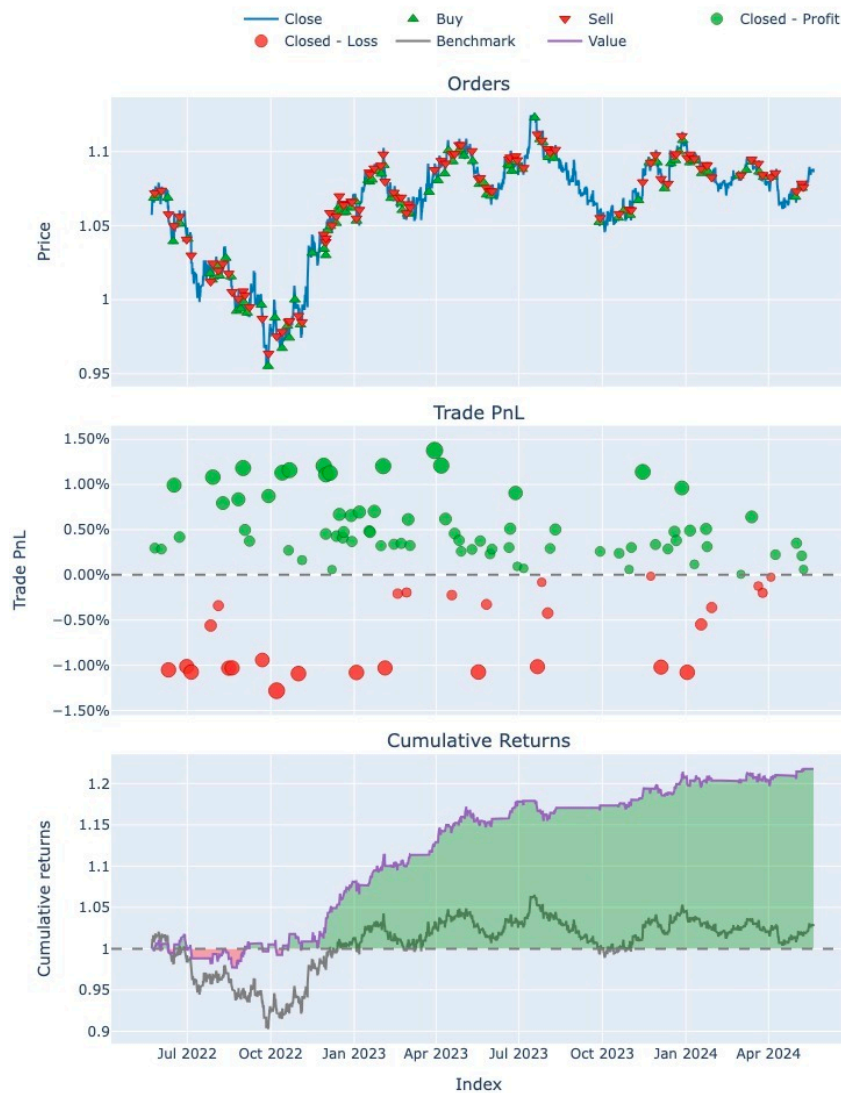 Close Buy Sell Closed - Profit
Closed - Loss Benchmark Value
Orders
1.1
1.05
1
0.95
Price
Trade PnL
1.50%
1.00%
0.50%
0.00%
−0.50%
−1.00%
−1.50%
Trade PnL
Cumulative Returns
1.2
1.15
1.1
1.05
1
0.95
0.9
Cumulative returns
Jul 2022 Oct 2022 Jan 2023 Apr 2023 Jul 2023 Oct 2023 Jan 2024 Apr 2024
Index